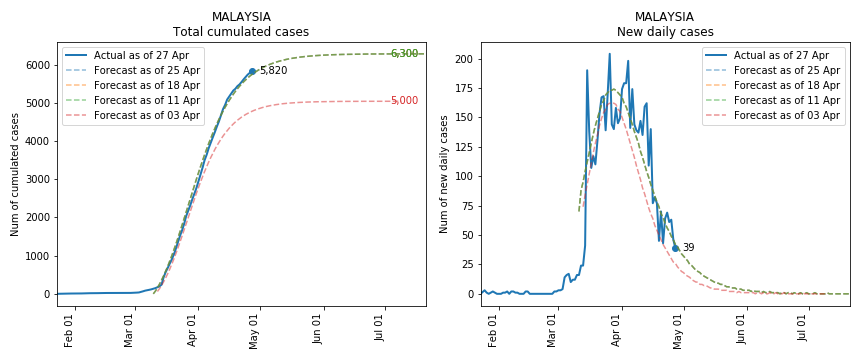 MALAYSIA
Total cumulated cases
Num of cumulated cases
6000
5000
4000
3000
2000
1000
0
Feb 01
Mar 01
Apr 01
May 01
Jun 01
Jul 01
Actual as of 27 Apr
Forecast as of 25 Apr
Forecast as of 18 Apr
Forecast as of 11 Apr
Forecast as of 03 Apr
6,300
5,820
5,000
MALAYSIA
New daily cases
Num of new daily cases
200
175
150
125
100
75
50
25
0
Feb 01
Mar 01
Apr 01
May 01
Jun 01
Jul 01
Actual as of 27 Apr
Forecast as of 25 Apr
Forecast as of 18 Apr
Forecast as of 11 Apr
Forecast as of 03 Apr
39